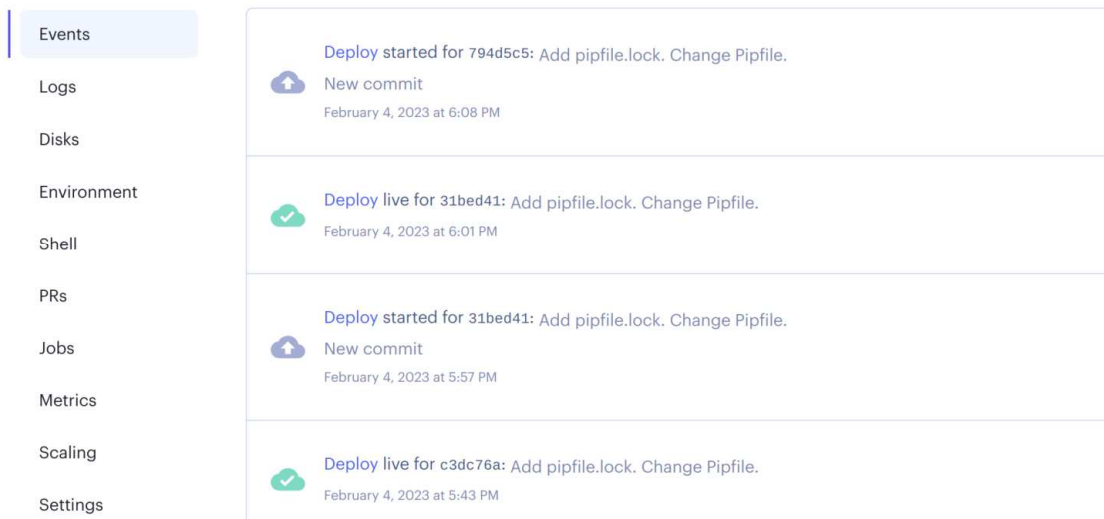 Events
Logs
Disks
Environment
Shell
PRs
Jobs
Metrics
Scaling
Settings
Deploy started for 794d5c5: Add pipfile.lock. Change Pipfile.
New commit
February 4, 2023 at 6:08 PM
Deploy live for 31bed41: Add pipfile.lock. Change Pipfile.
February 4, 2023 at 6:01 PM
Deploy started for 31bed41: Add pipfile.lock. Change Pipfile.
New commit
February 4, 2023 at 5:57 PM
Deploy live for c3dc76a: Add pipfile.lock. Change Pipfile.
February 4, 2023 at 5:43 PM